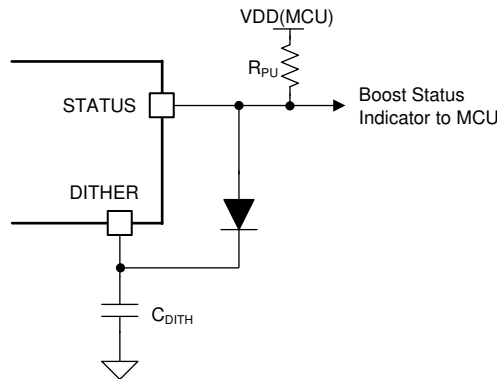 VDD(MCU)
RPU
STATUS
Boost Status
Indicator to MCU
DITHER
CDITH